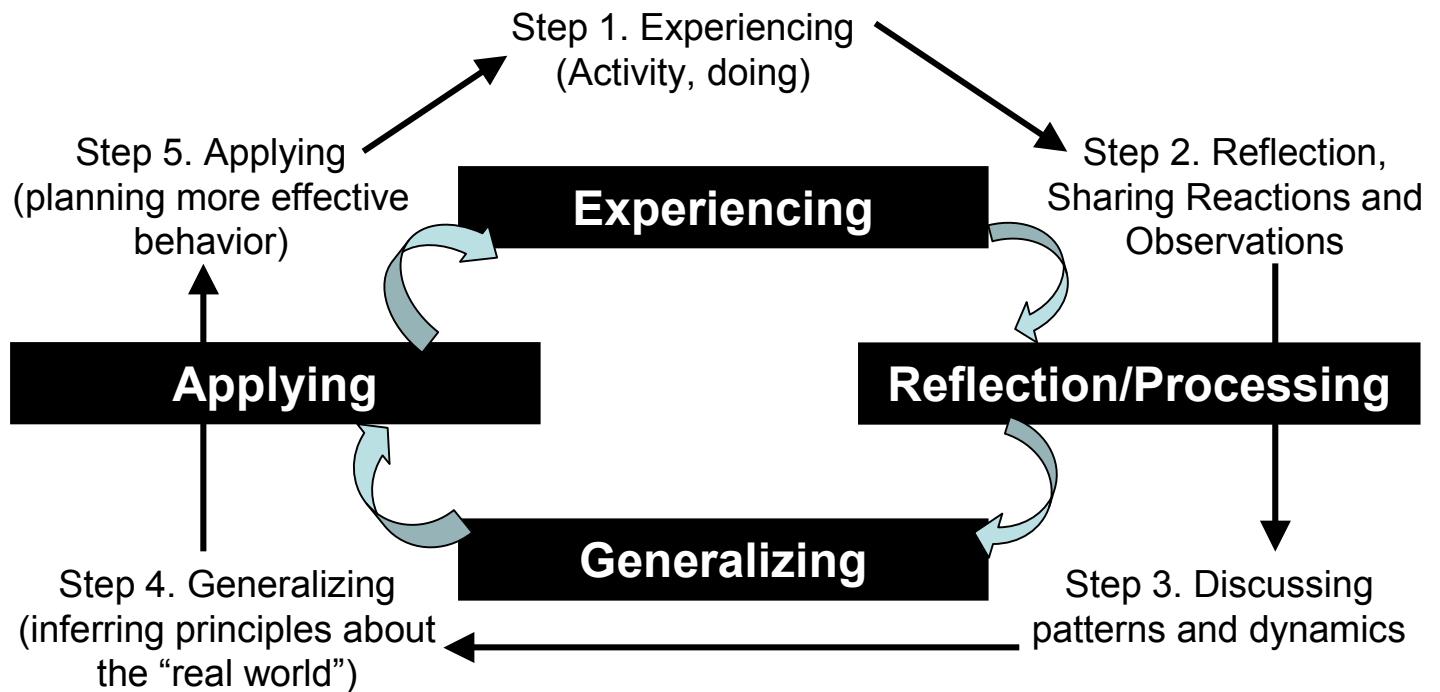 Step 1. Experiencing
(Activity, doing)
Step 2. Reflection,
Sharing Reactions and
Observations
Step 5. Applying
(planning more effective
behavior)
Experiencing
Applying
Reflection/Processing
Generalizing
Step 3. Discussing
patterns and dynamics
Step 4. Generalizing
(inferring principles about
the “real world”)